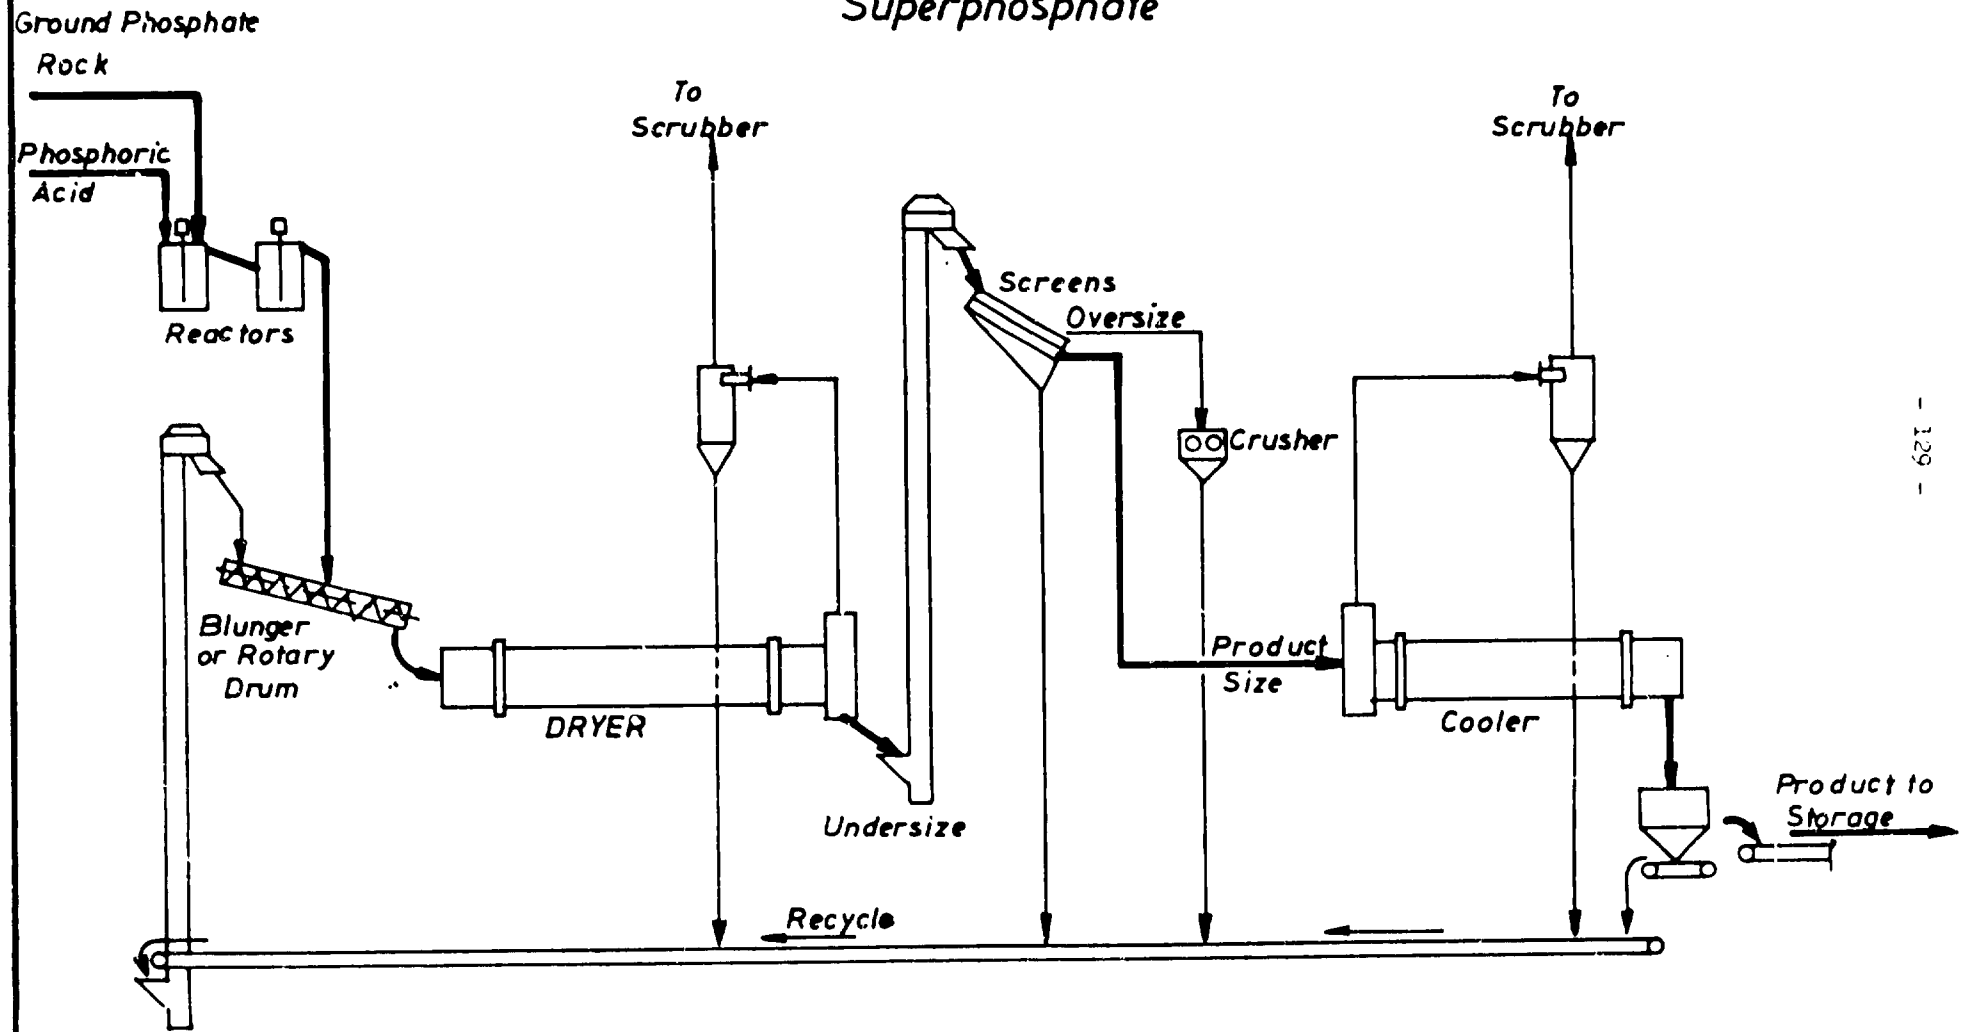 Superphosphate
Ground Phosphate
Rock
Phosphoric
Acid
Reactors
To
Scrubber
To
Scrubber
Screens
Oversize
Crusher
Blunger
or Rotary
Drum
DRYER
Product
Size
Cooler
Undersize
Product to
Storage
Recycle
- 129 -